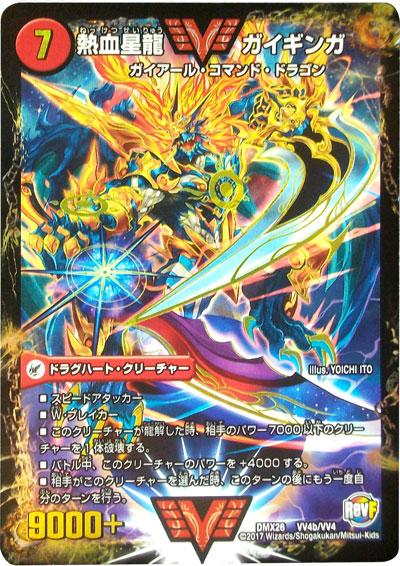 7
ねっけつせいりゅう
熱血星龍 ガイギンガ
ガイアール・コマンド・ドラゴン
Illus. YOICHI ITO
ドラグハート・クリーチャー
■ スピードアタッカー
■ W・ブレイカー
■ このクリーチャーが龍解した時、相手のパワー7000以下のクリー
チャーを1体破壊する。
■ バトル中、このクリーチャーのパワーを+4000する。
■ 相手がこのクリーチャーを選んだ時、このターンの後にもう一度自
分のターンを行う。
9000+
RevF
DMX26 VV4b/VV4
©2017 Wizards/Shogakukan/Mitsui-Kids